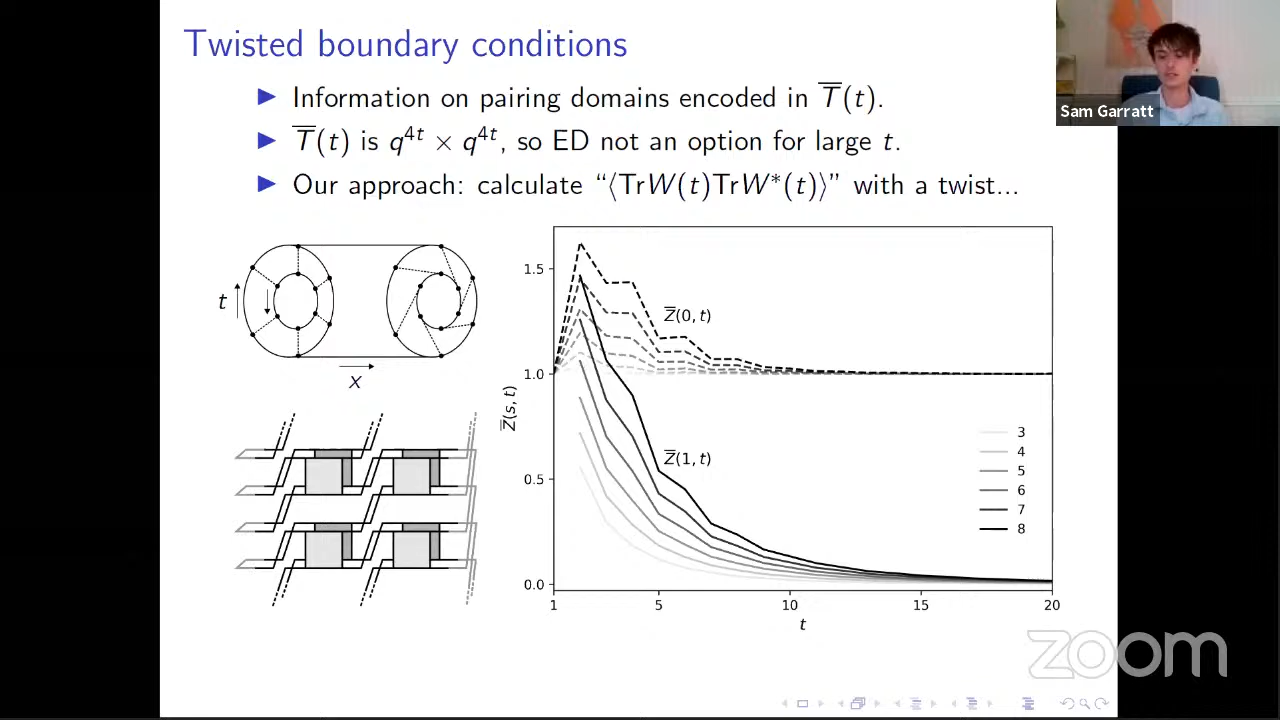 Twisted boundary conditions
▶ Information on pairing domains encoded in T̅(t).
▶ T̅(t) is q⁴ᵗ × q⁴ᵗ, so ED not an option for large t.
▶ Our approach: calculate “⟨TrW(t)TrW*(t)⟩” with a twist...
Sam Garratt
t
x
Z̅(s, t)
1.5
1.0
0.5
0.0
Z̅(0, t)
Z̅(1, t)
3
4
5
6
7
8
1 5 10 15 20
t
zoom